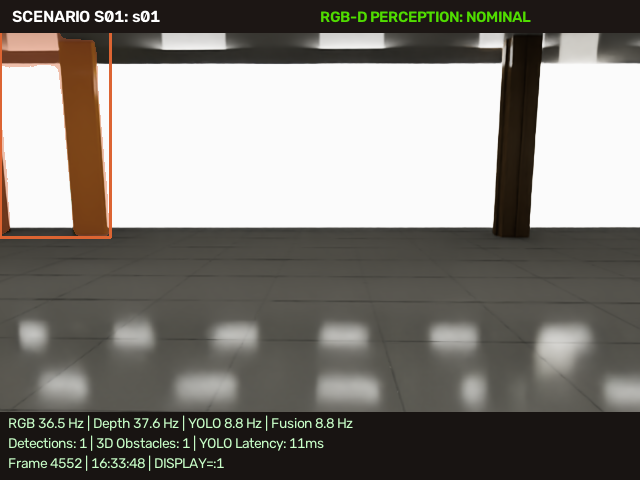 SCENARIO S01: s01
RGB-D PERCEPTION: NOMINAL
RGB 36.5 Hz | Depth 37.6 Hz | YOLO 8.8 Hz | Fusion 8.8 Hz
Detections: 1 | 3D Obstacles: 1 | YOLO Latency: 11ms
Frame 4552 | 16:33:48 | DISPLAY=:1